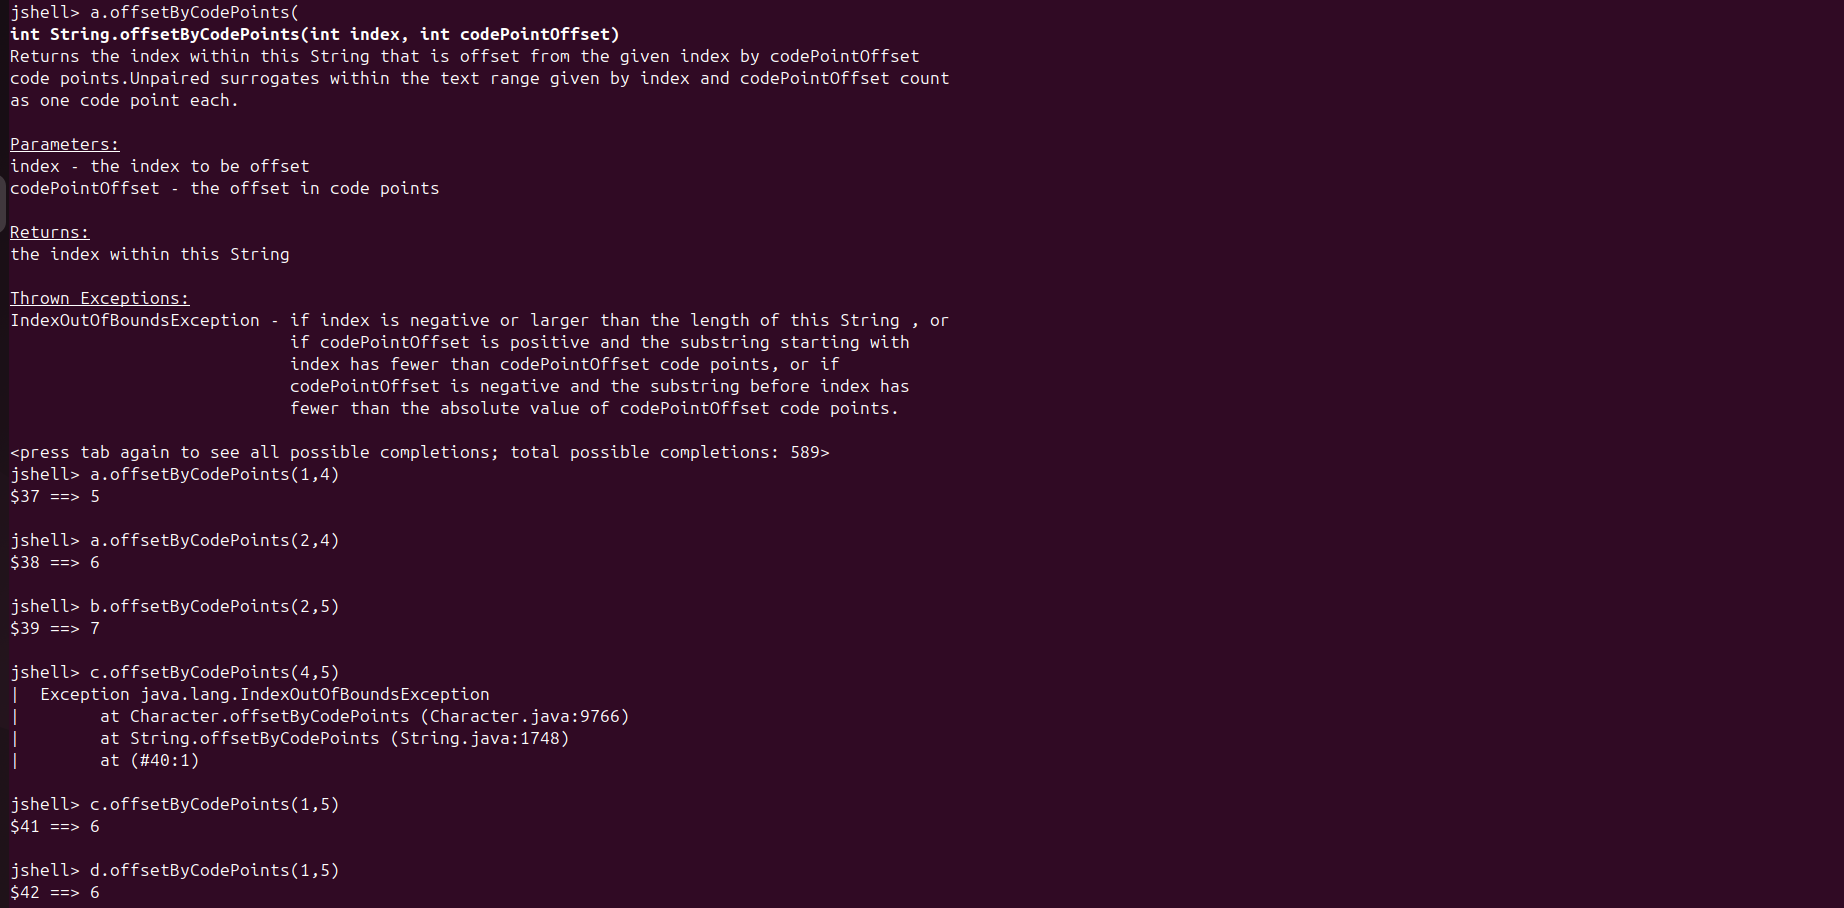 jshell> a.offsetByCodePoints(
int String.offsetByCodePoints(int index, int codePointOffset)
Returns the index within this String that is offset from the given index by codePointOffset
code points.Unpaired surrogates within the text range given by index and codePointOffset count
as one code point each.
Parameters:
index - the index to be offset
codePointOffset - the offset in code points
Returns:
the index within this String
Thrown Exceptions:
IndexOutOfBoundsException - if index is negative or larger than the length of this String , or
if codePointOffset is positive and the substring starting with
index has fewer than codePointOffset code points, or if
codePointOffset is negative and the substring before index has
fewer than the absolute value of codePointOffset code points.
<press tab again to see all possible completions; total possible completions: 589>
jshell> a.offsetByCodePoints(1,4)
$37 ==> 5
jshell> a.offsetByCodePoints(2,4)
$38 ==> 6
jshell> b.offsetByCodePoints(2,5)
$39 ==> 7
jshell> c.offsetByCodePoints(4,5)
|  Exception java.lang.IndexOutOfBoundsException
|        at Character.offsetByCodePoints (Character.java:9766)
|        at String.offsetByCodePoints (String.java:1748)
|        at (#40:1)
jshell> c.offsetByCodePoints(1,5)
$41 ==> 6
jshell> d.offsetByCodePoints(1,5)
$42 ==> 6